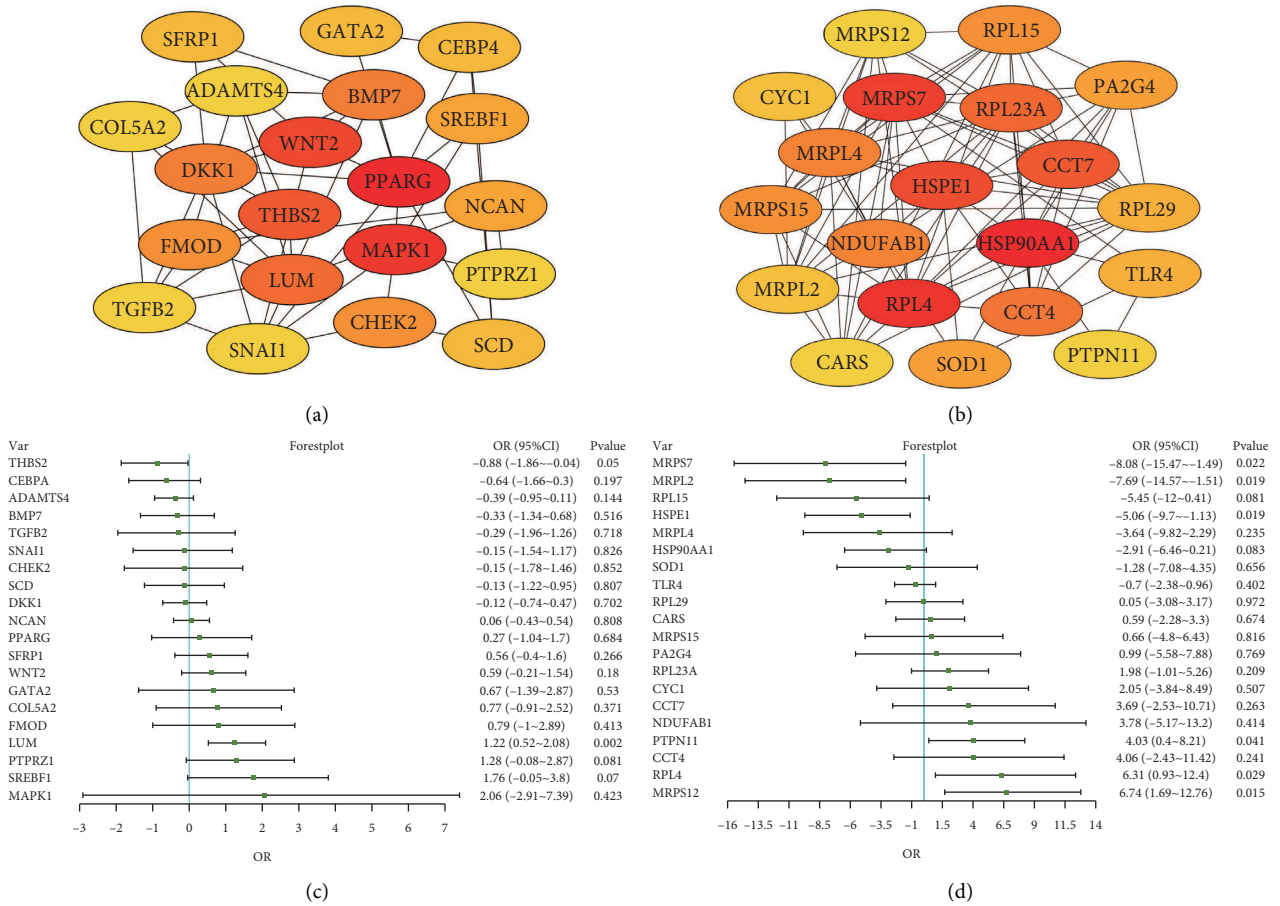 SFRP1
GATA2
CEBP4
ADAMTS4
BMP7
SREBF1
COL5A2
WNT2
DKK1
PPARG
THBS2
NCAN
FMOD
MAPK1
LUM
PTPRZ1
TGFB2
CHEK2
SNAI1
SCD
(a)
MRPS12
RPL15
CYC1
MRPS7
RPL23A
PA2G4
MRPL4
CCT7
HSPE1
MRPS15
RPL29
NDUFAB1
HSP90AA1
MRPL2
RPL4
TLR4
CCT4
CARS
SOD1
PTPN11
(b)
Var Forestplot OR (95%CI) Pvalue
THBS2 −0.88 (−1.86~−0.04) 0.05
CEBPA −0.64 (−1.66~0.3) 0.197
ADAMTS4 −0.39 (−0.95~0.11) 0.144
BMP7 −0.33 (−1.34~0.68) 0.516
TGFB2 −0.29 (−1.96~1.26) 0.718
SNAI1 −0.15 (−1.54~1.17) 0.826
CHEK2 −0.15 (−1.78~1.46) 0.852
SCD −0.13 (−1.22~0.95) 0.807
DKK1 −0.12 (−0.74~0.47) 0.702
NCAN 0.06 (−0.43~0.54) 0.808
PPARG 0.27 (−1.04~1.7) 0.684
SFRP1 0.56 (−0.4~1.6) 0.266
WNT2 0.59 (−0.21~1.54) 0.18
GATA2 0.67 (−1.39~2.87) 0.53
COL5A2 0.77 (−0.91~2.52) 0.371
FMOD 0.79 (−1~2.89) 0.413
LUM 1.22 (0.52~2.08) 0.002
PTPRZ1 1.28 (−0.08~2.87) 0.081
SREBF1 1.76 (−0.05~3.8) 0.07
MAPK1 2.06 (−2.91~7.39) 0.423
−3 −2 −1 0 1 2 3 4 5 6 7
OR
(c)
Var Forestplot OR (95%CI) Pvalue
MRPS7 −8.08 (−15.47~−1.49) 0.022
MRPL2 −7.69 (−14.57~−1.51) 0.019
RPL15 −5.45 (−12~0.41) 0.081
HSPE1 −5.06 (−9.7~−1.13) 0.019
MRPL4 −3.64 (−9.82~2.29) 0.235
HSP90AA1 −2.91 (−6.46~0.21) 0.083
SOD1 −1.28 (−7.08~4.35) 0.656
TLR4 −0.7 (−2.38~0.96) 0.402
RPL29 0.05 (−3.08~3.17) 0.972
CARS 0.59 (−2.28~3.3) 0.674
MRPS15 0.66 (−4.8~6.43) 0.816
PA2G4 0.99 (−5.58~7.88) 0.769
RPL23A 1.98 (−1.01~5.26) 0.209
CYC1 2.05 (−3.84~8.49) 0.507
CCT7 3.69 (−2.53~10.71) 0.263
NDUFAB1 3.78 (−5.17~13.2) 0.414
PTPN11 4.03 (0.4~8.21) 0.041
CCT4 4.06 (−2.43~11.42) 0.241
RPL4 6.31 (0.93~12.4) 0.029
MRPS12 6.74 (1.69~12.76) 0.015
−16 −13.5 −11 −8.5 −6 −3.5 −1 1.5 4 6.5 9 11.5 14
OR
(d)